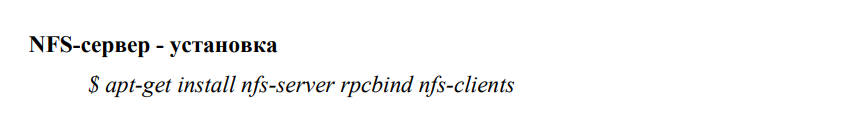 NFS-сервер - установка
$ apt-get install nfs-server rpcbind nfs-clients